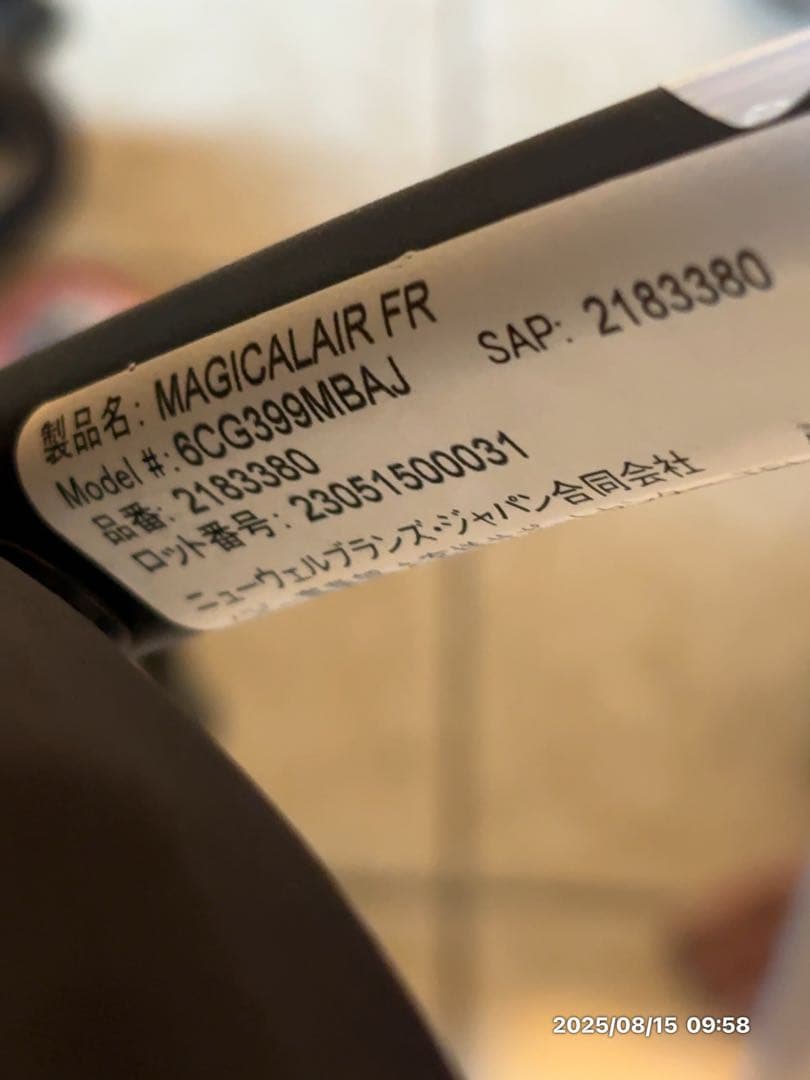 製品名: MAGICALAIR FR
Model #: 6CG399MBAJ SAP: 2183380
品番: 2183380
ロット番号: 23051500031
ニューウェルブランズ・ジャパン合同会社
2025/08/15 09:58